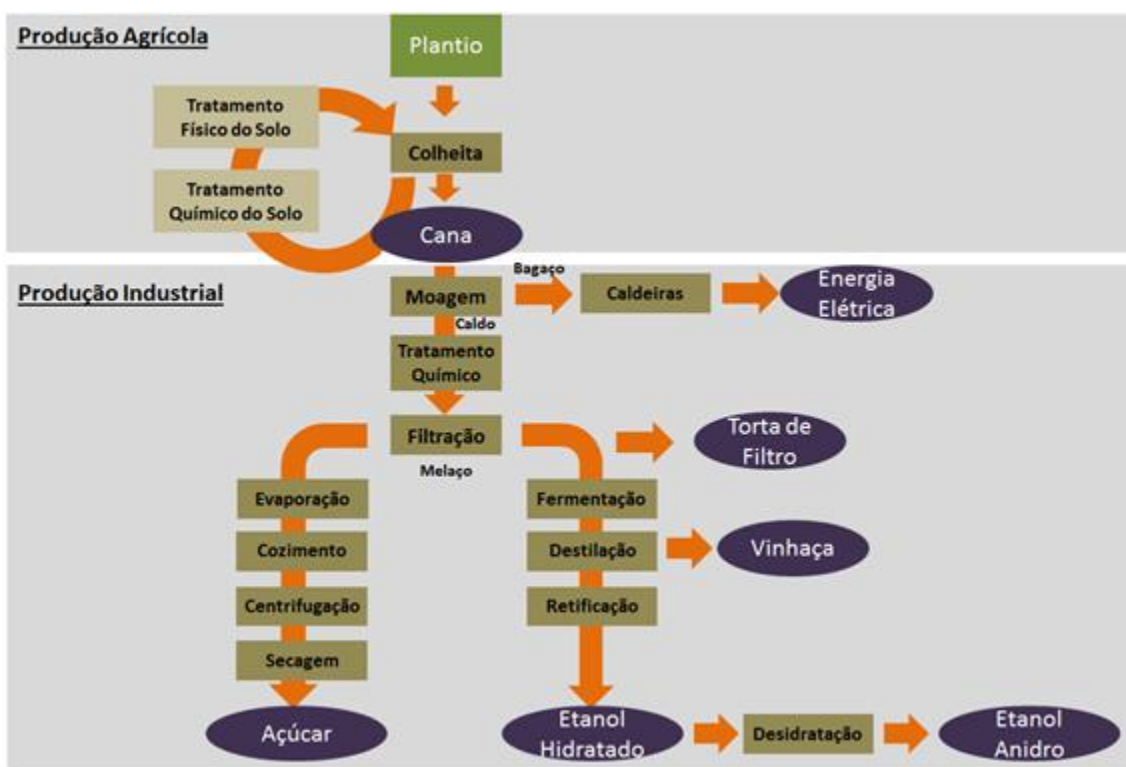 Produção Agrícola
Plantio
Tratamento
Físico do Solo
Colheita
Tratamento
Químico do Solo
Cana
Produção Industrial
Moagem
Bagaço
Caldeiras
Energia
Elétrica
Caldo
Tratamento
Químico
Filtração
Torta de
Filtro
Melaço
Evaporação
Fermentação
Cozimento
Destilação
Vinhaça
Centrifugação
Retificação
Secagem
Açúcar
Etanol
Hidratado
Desidratação
Etanol
Anidro